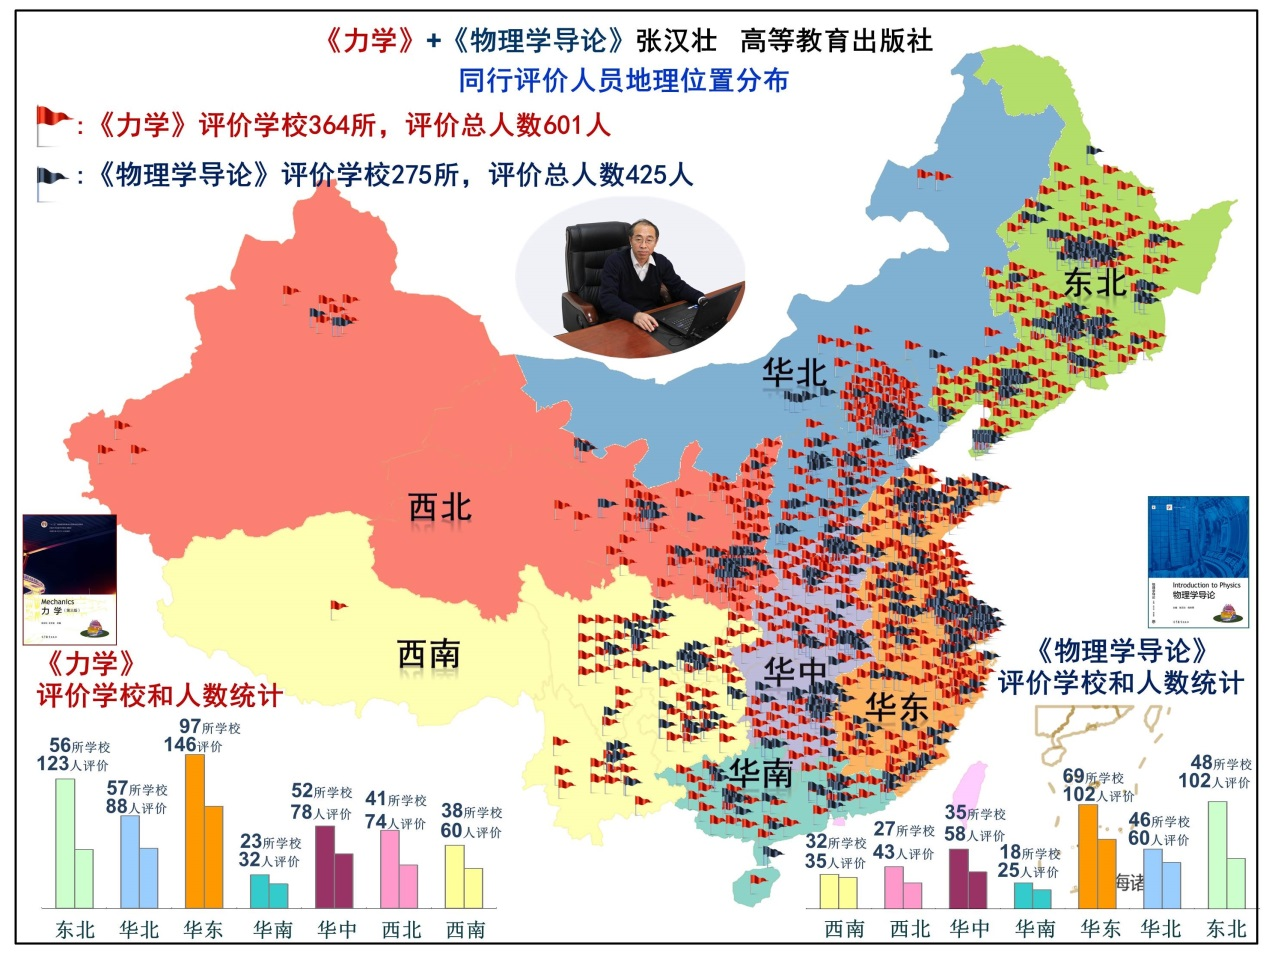 《力学》+《物理学导论》张汉壮 高等教育出版社
同行评价人员地理位置分布
:《力学》评价学校364所，评价总人数601人
:《物理学导论》评价学校275所，评价总人数425人
东北
华北
西北
西南
华中
华东
华南
Mechanics
力 学
《力学》
评价学校和人数统计
56所学校
123人评价
57所学校
88人评价
97所学校
146评价
23所学校
32人评价
52所学校
78人评价
41所学校
74人评价
38所学校
60人评价
东北 华北 华东 华南 华中 西北 西南
Introduction to Physics
物理学导论
《物理学导论》
评价学校和人数统计
32所学校
35人评价
27所学校
43人评价
35所学校
58人评价
18所学校
25人评价
69所学校
102人评价
46所学校
60人评价
48所学校
102人评价
海诸
西南 西北 华中 华南 华东 华北 东北